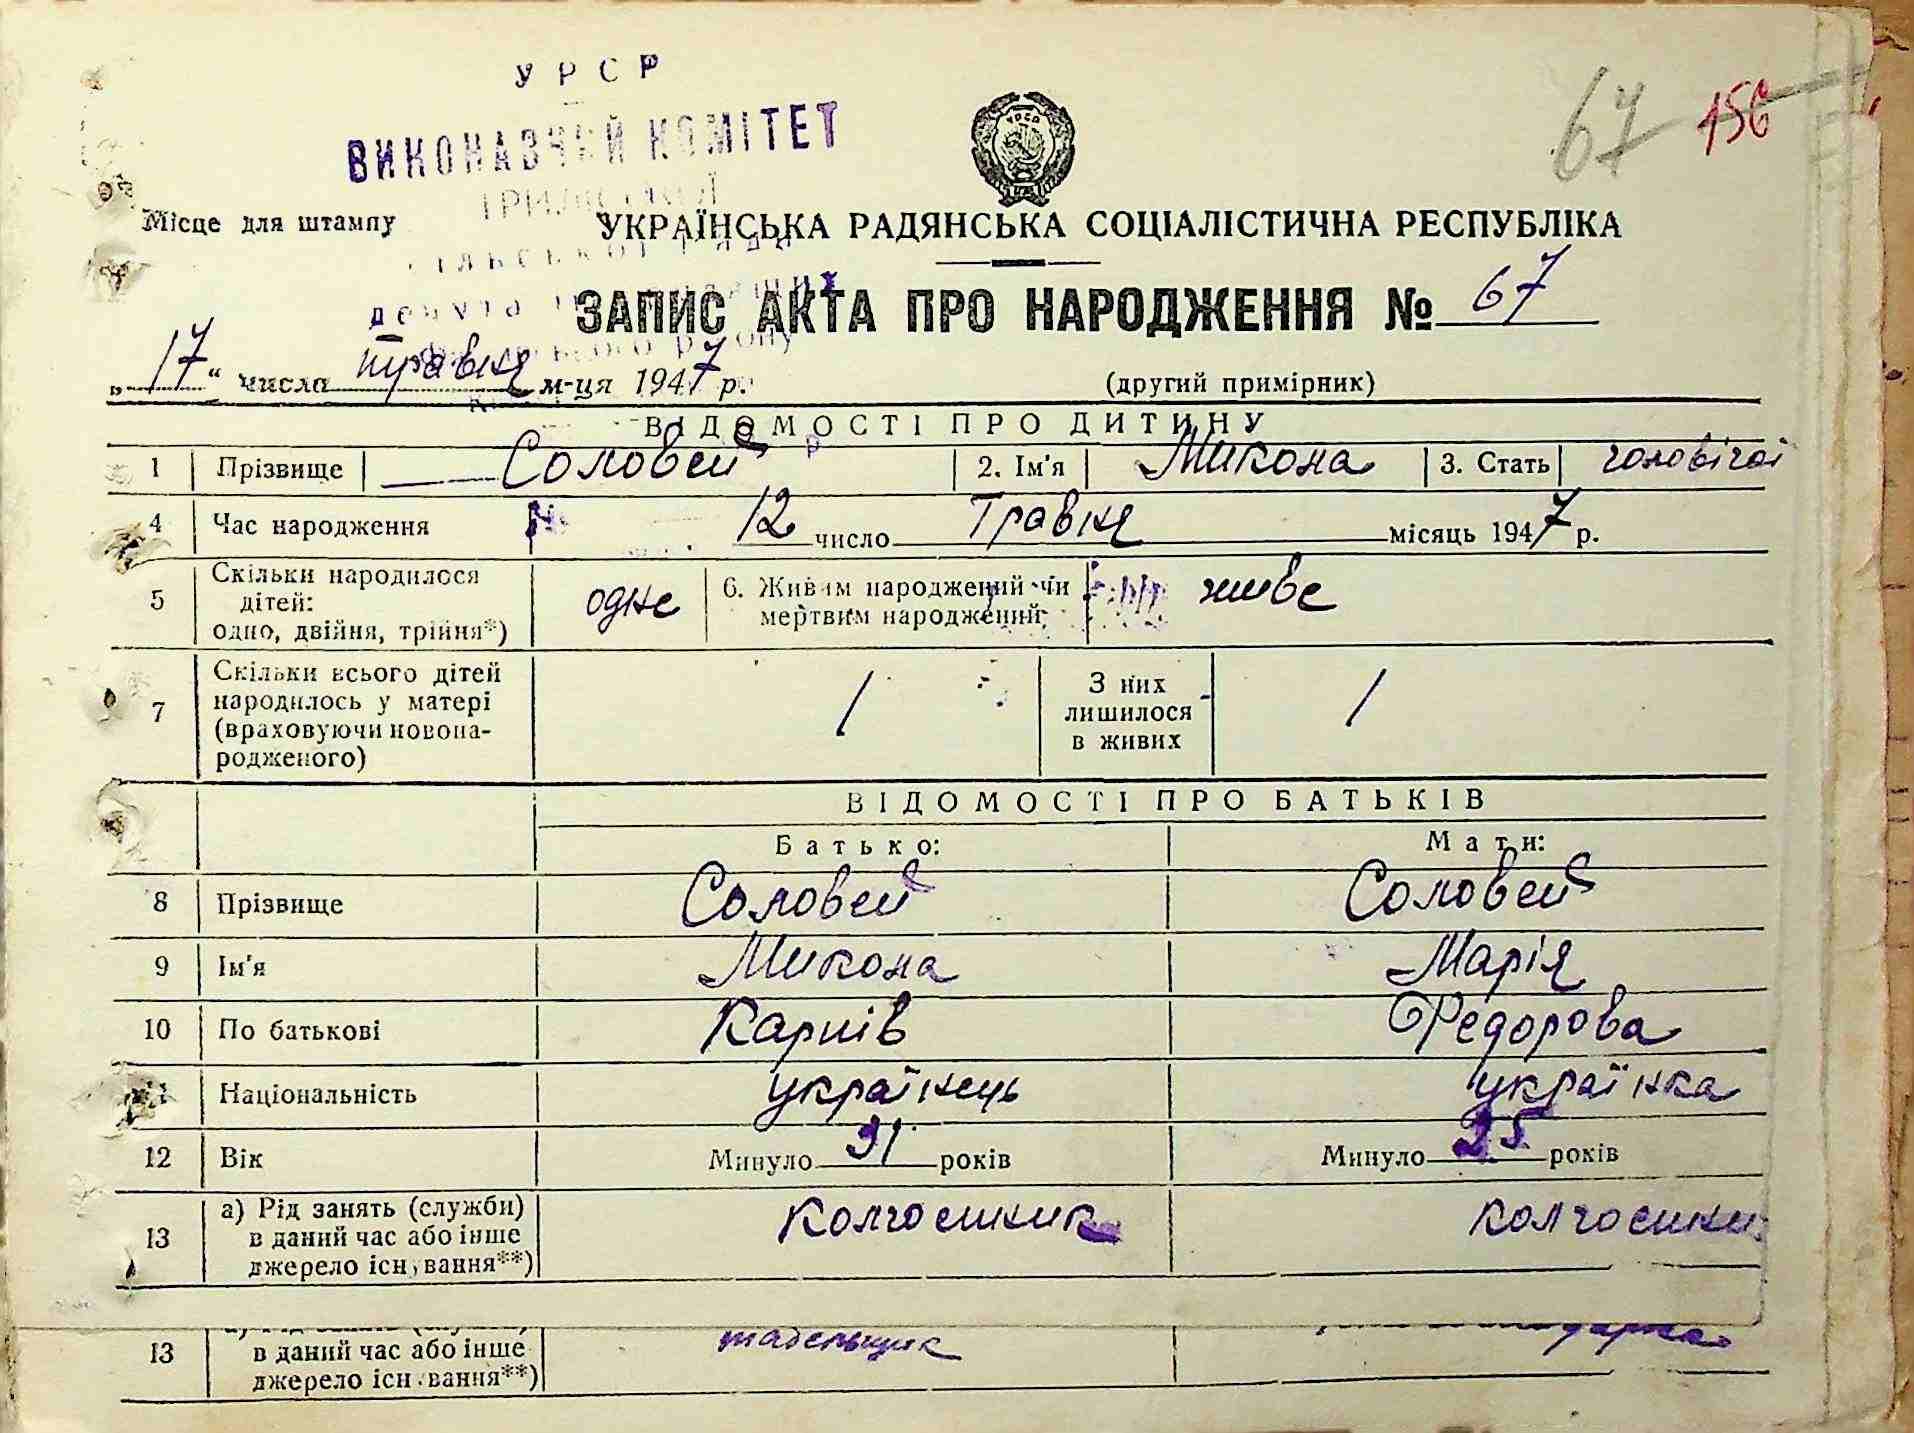 УРСР
ВИКОНАВЧИЙ КОМІТЕТ
67 156
Місце для штампу
УКРАЇНСЬКА РАДЯНСЬКА СОЦІАЛІСТИЧНА РЕСПУБЛІКА
ЗАПИС АКТА ПРО НАРОДЖЕННЯ № 67
„17“ числа травня м-ця 1947 р.
(другий примірник)
ВІДОМОСТІ ПРО ДИТИНУ
1 Прізвище Соловей 2. Ім'я Микола 3. Стать чоловічої
4 Час народження 12 число Травня місяць 1947 р.
5 Скільки народилося дітей: одно, двійня, трійня*) одне 6. Живим народжений чи мертвим народжений живе
7 Скільки всього дітей народилось у матері (враховуючи новонародженого) 1 З них лишилося в живих 1
ВІДОМОСТІ ПРО БАТЬКІВ
Батько: Мати:
8 Прізвище Соловей Соловей
9 Ім'я Микола Марія
10 По батькові Карпів Федорова
11 Національність українець українка
12 Вік Минуло 31 років Минуло 25 років
13 а) Рід занять (служби) в даний час або інше джерело існування**) Колгоспник колгоспни
13 в даний час або інше джерело існування**) табельщик